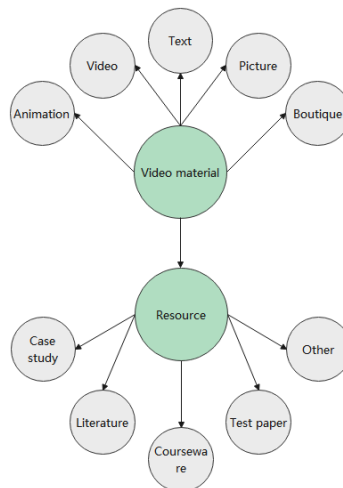 Text
Video
Picture
Animation
Boutique
Video material
Resource
Case
study
Other
Literature
Test paper
Coursewa
re